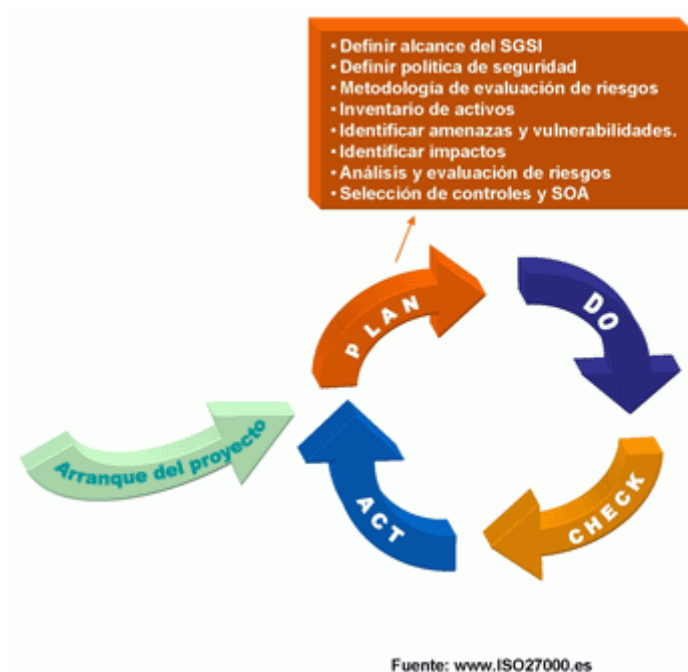 • Definir alcance del SGSI
• Definir política de seguridad
• Metodología de evaluación de riesgos
• Inventario de activos
• Identificar amenazas y vulnerabilidades.
• Identificar impactos
• Análisis y evaluación de riesgos
• Selección de controles y SOA
PLAN
DO
Arranque del proyecto
ACT
CHECK
Fuente: www.ISO27000.es